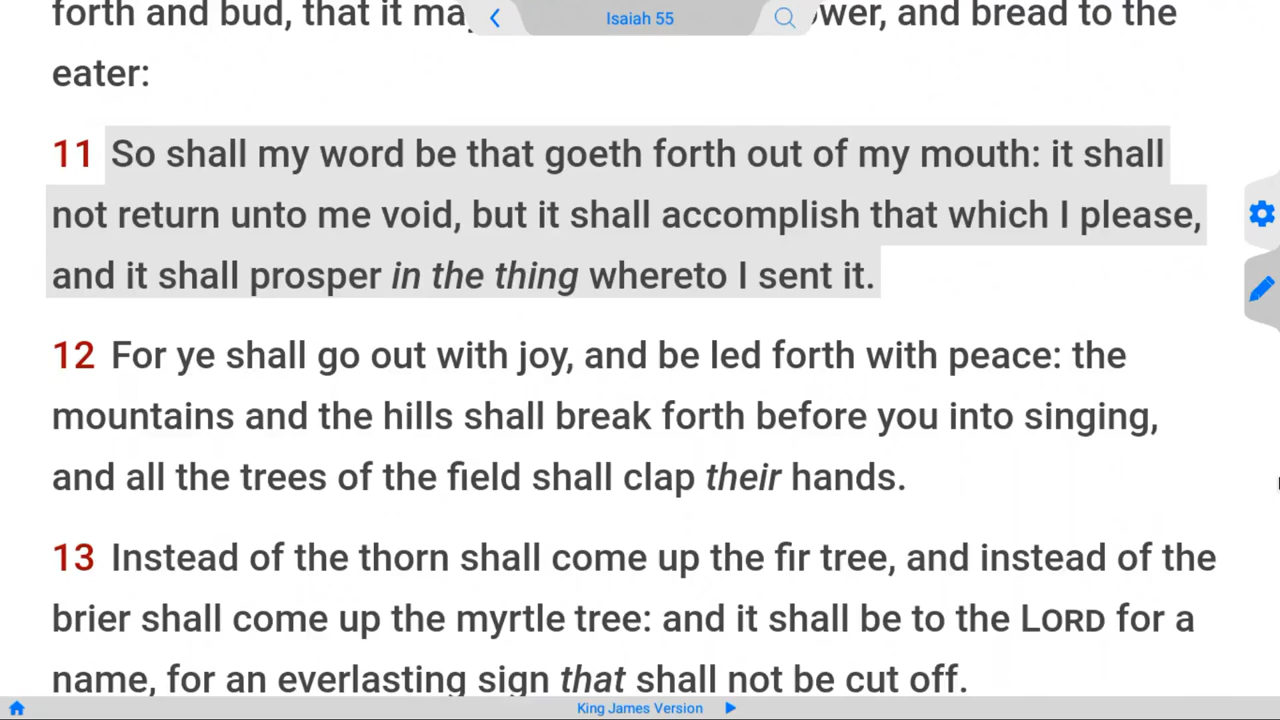 forth and bud, that it ower, and bread to the
Isaiah 55
eater:
11 So shall my word be that goeth forth out of my mouth: it shall
not return unto me void, but it shall accomplish that which I please,
and it shall prosper in the thing whereto I sent it.
12 For ye shall go out with joy, and be led forth with peace: the
mountains and the hills shall break forth before you into singing,
and all the trees of the field shall clap their hands.
13 Instead of the thorn shall come up the fir tree, and instead of the
brier shall come up the myrtle tree: and it shall be to the LORD for a
name, for an everlasting sign that shall not be cut off.
King James Version